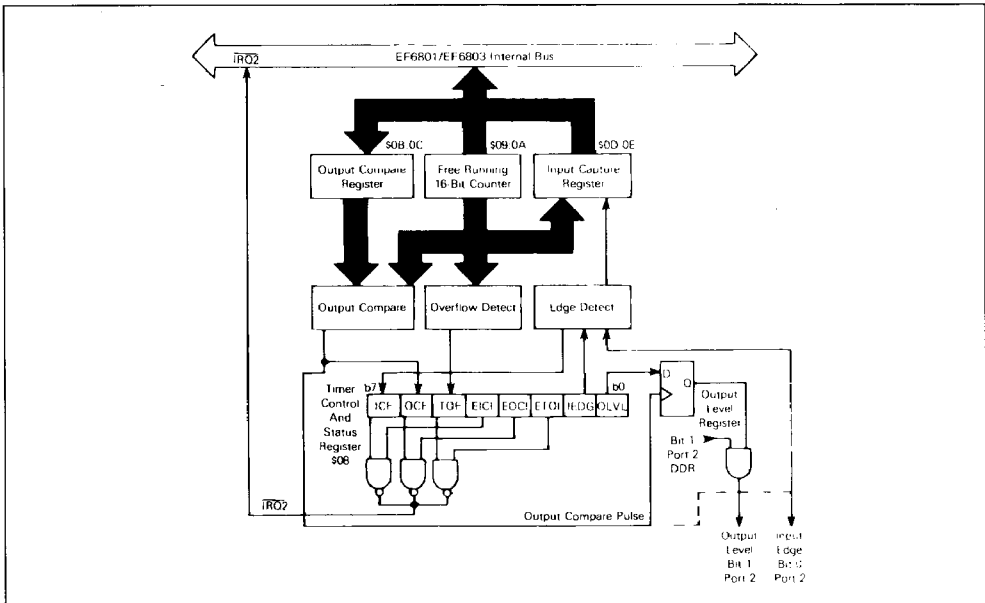 EF6801/EF6803 Internal Bus
IRQ2
$0B:0C
$09:0A
$0D:0E
Output Compare
Register
Free Running
16-Bit Counter
Input Capture
Register
Output Compare
Overflow Detect
Edge Detect
Timer
Control
And
Status
Register
$08
b7
b0
ICF
OCF
TOF
EICI
EOCI
ETOI
IEDG
OLVL
D
Q
Output
Level
Register
Bit 1
Port 2
DDR
IRQ2
Output Compare Pulse
Output
Level
Bit 1
Port 2
Input
Edge
Bit 0
Port 2